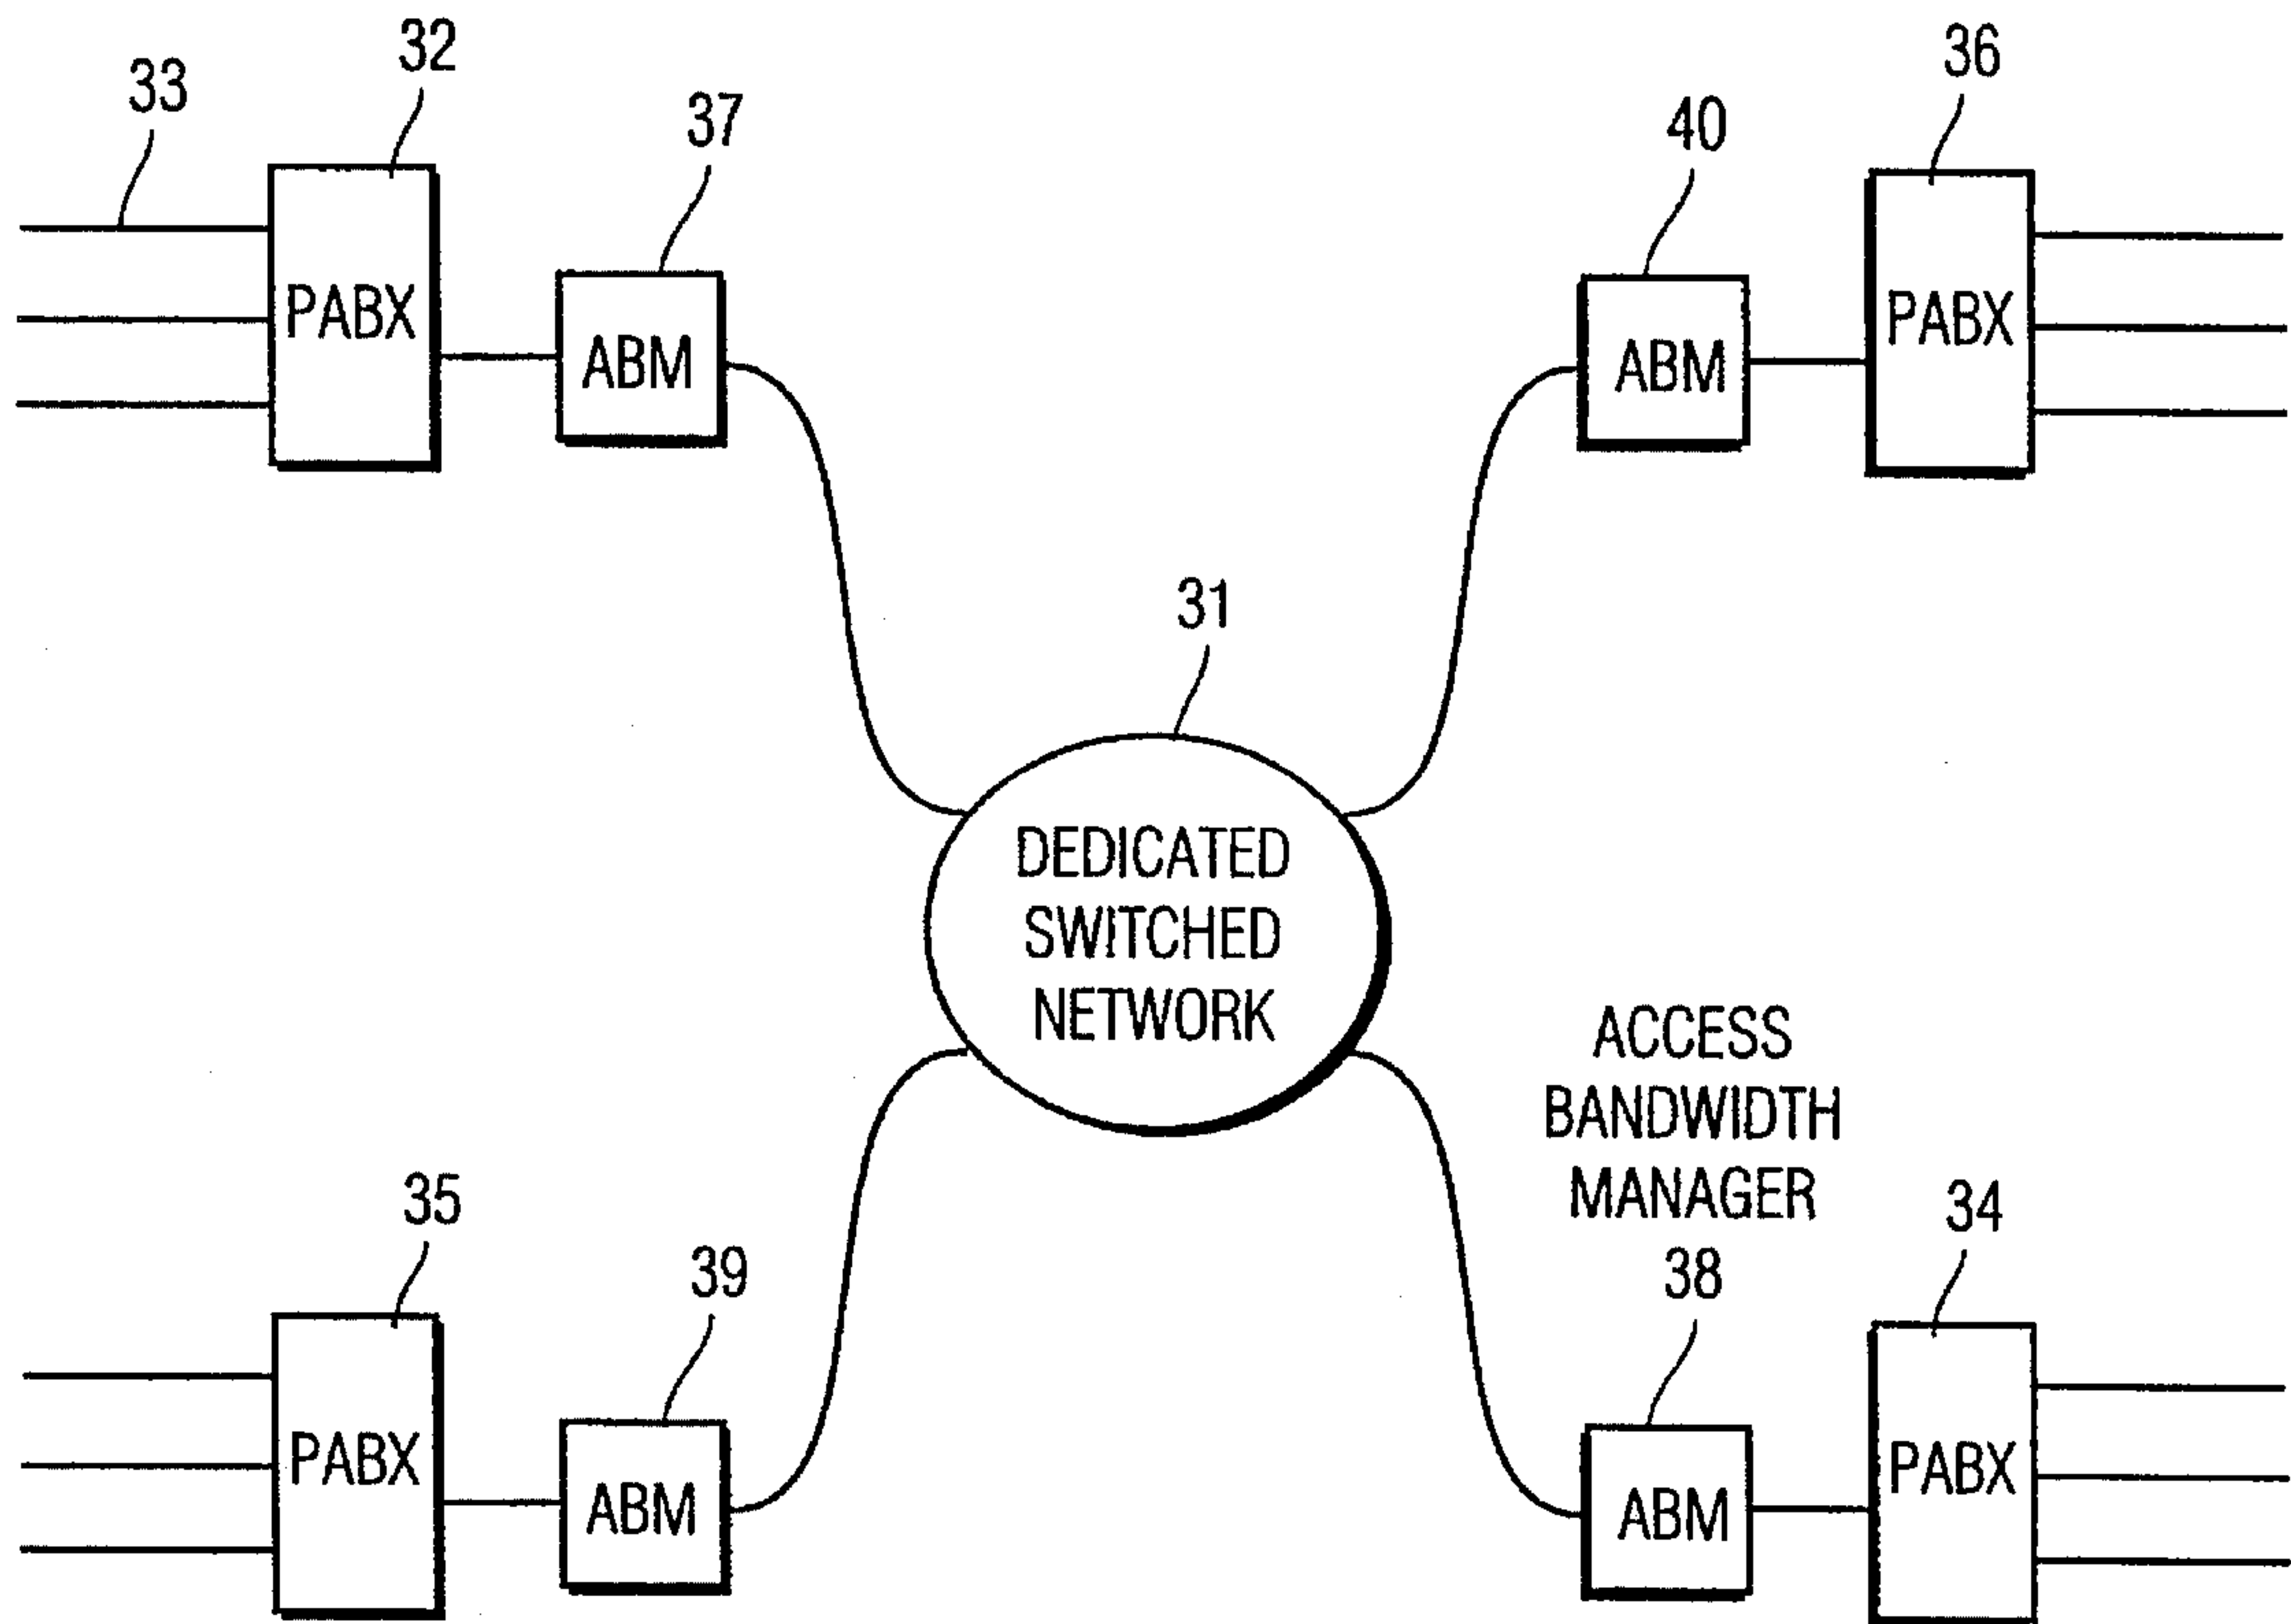 32
33
37
PABX
ABM
36
40
PABX
ABM
31
DEDICATED
SWITCHED
NETWORK
ACCESS
BANDWIDTH
MANAGER
35
39
PABX
ABM
34
38
ABM
PABX